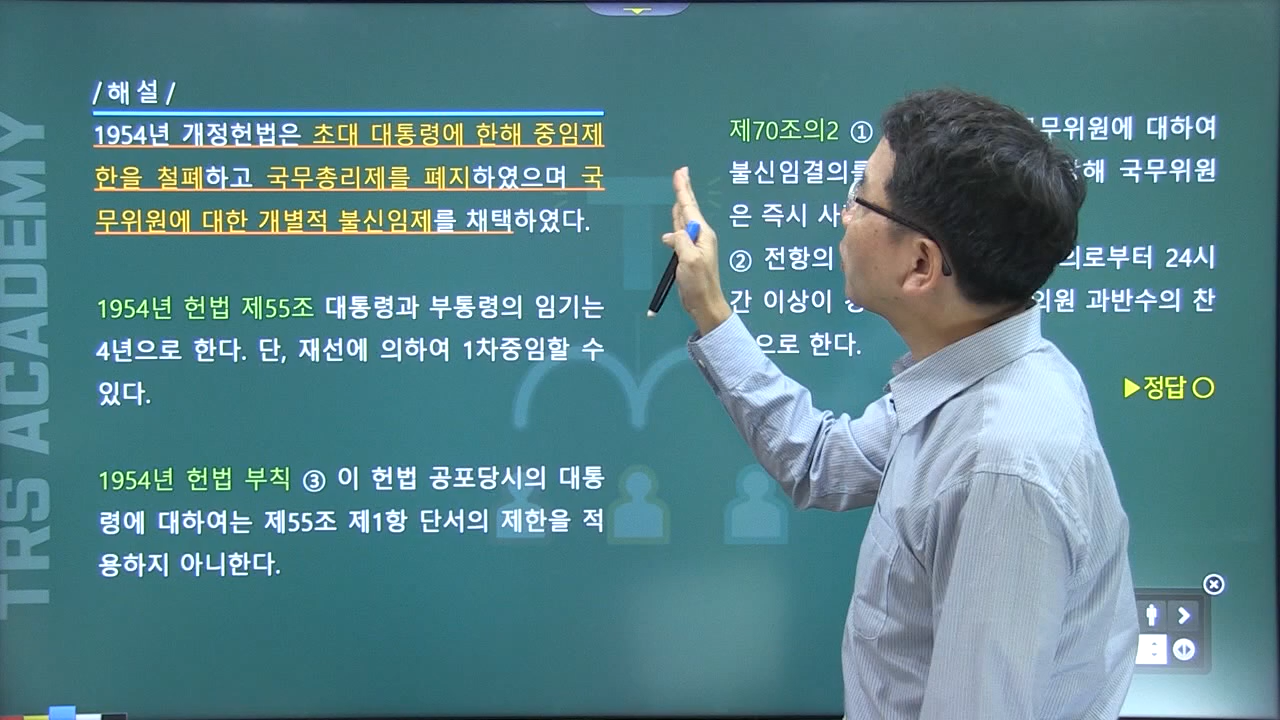 TRS ACADEMY
/ 해 설 /
1954년 개정헌법은 초대 대통령에 한해 중임제
한을 철폐하고 국무총리제를 폐지하였으며 국
무위원에 대한 개별적 불신임제를 채택하였다.
1954년 헌법 제55조 대통령과 부통령의 임기는
4년으로 한다. 단, 재선에 의하여 1차중임할 수
있다.
1954년 헌법 부칙 ③ 이 헌법 공포당시의 대통
령에 대하여는 제55조 제1항 단서의 제한을 적
용하지 아니한다.
제70조의2 ① 무위원에 대하여
불신임결의를 해 국무위원
은 즉시
② 전항의 의로부터 24시
간 이상이 의원 과반수의 찬
으로 한다.
▶정답 ○